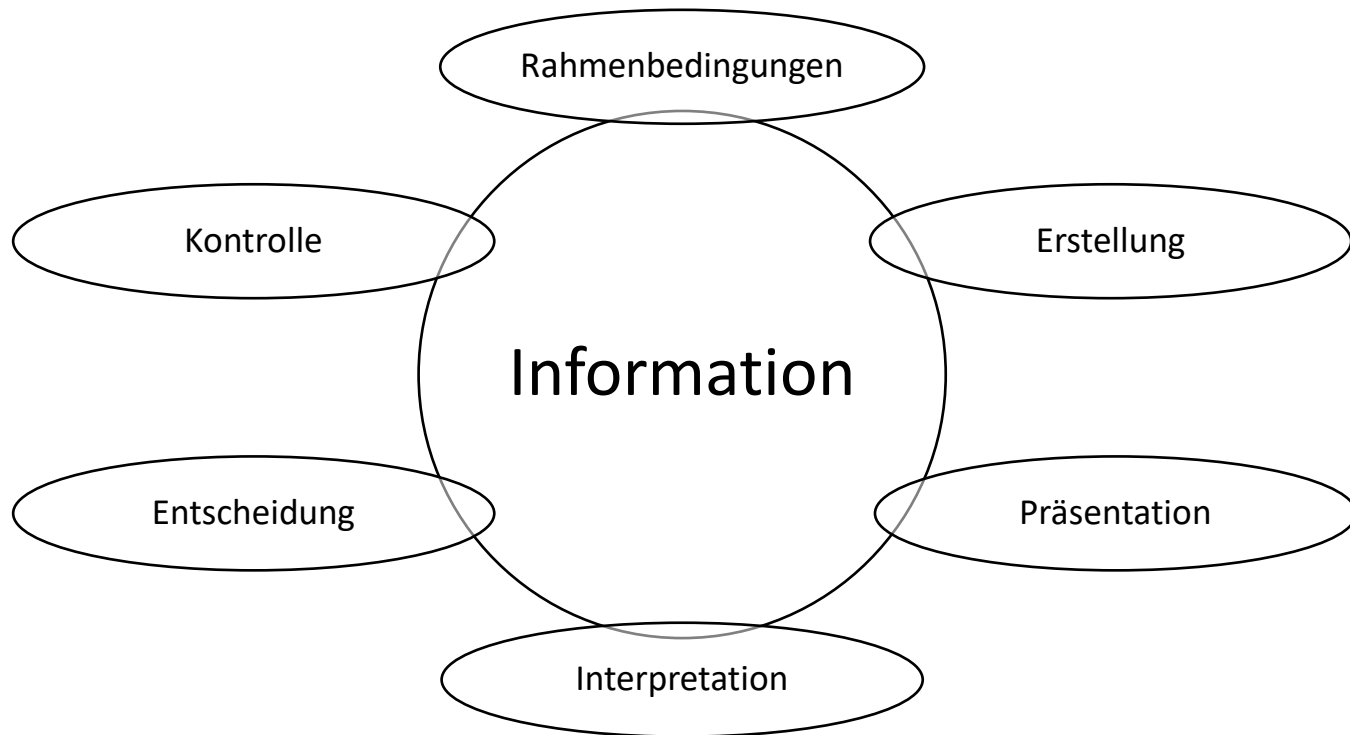 Rahmenbedingungen
Kontrolle
Erstellung
Information
Entscheidung
Präsentation
Interpretation